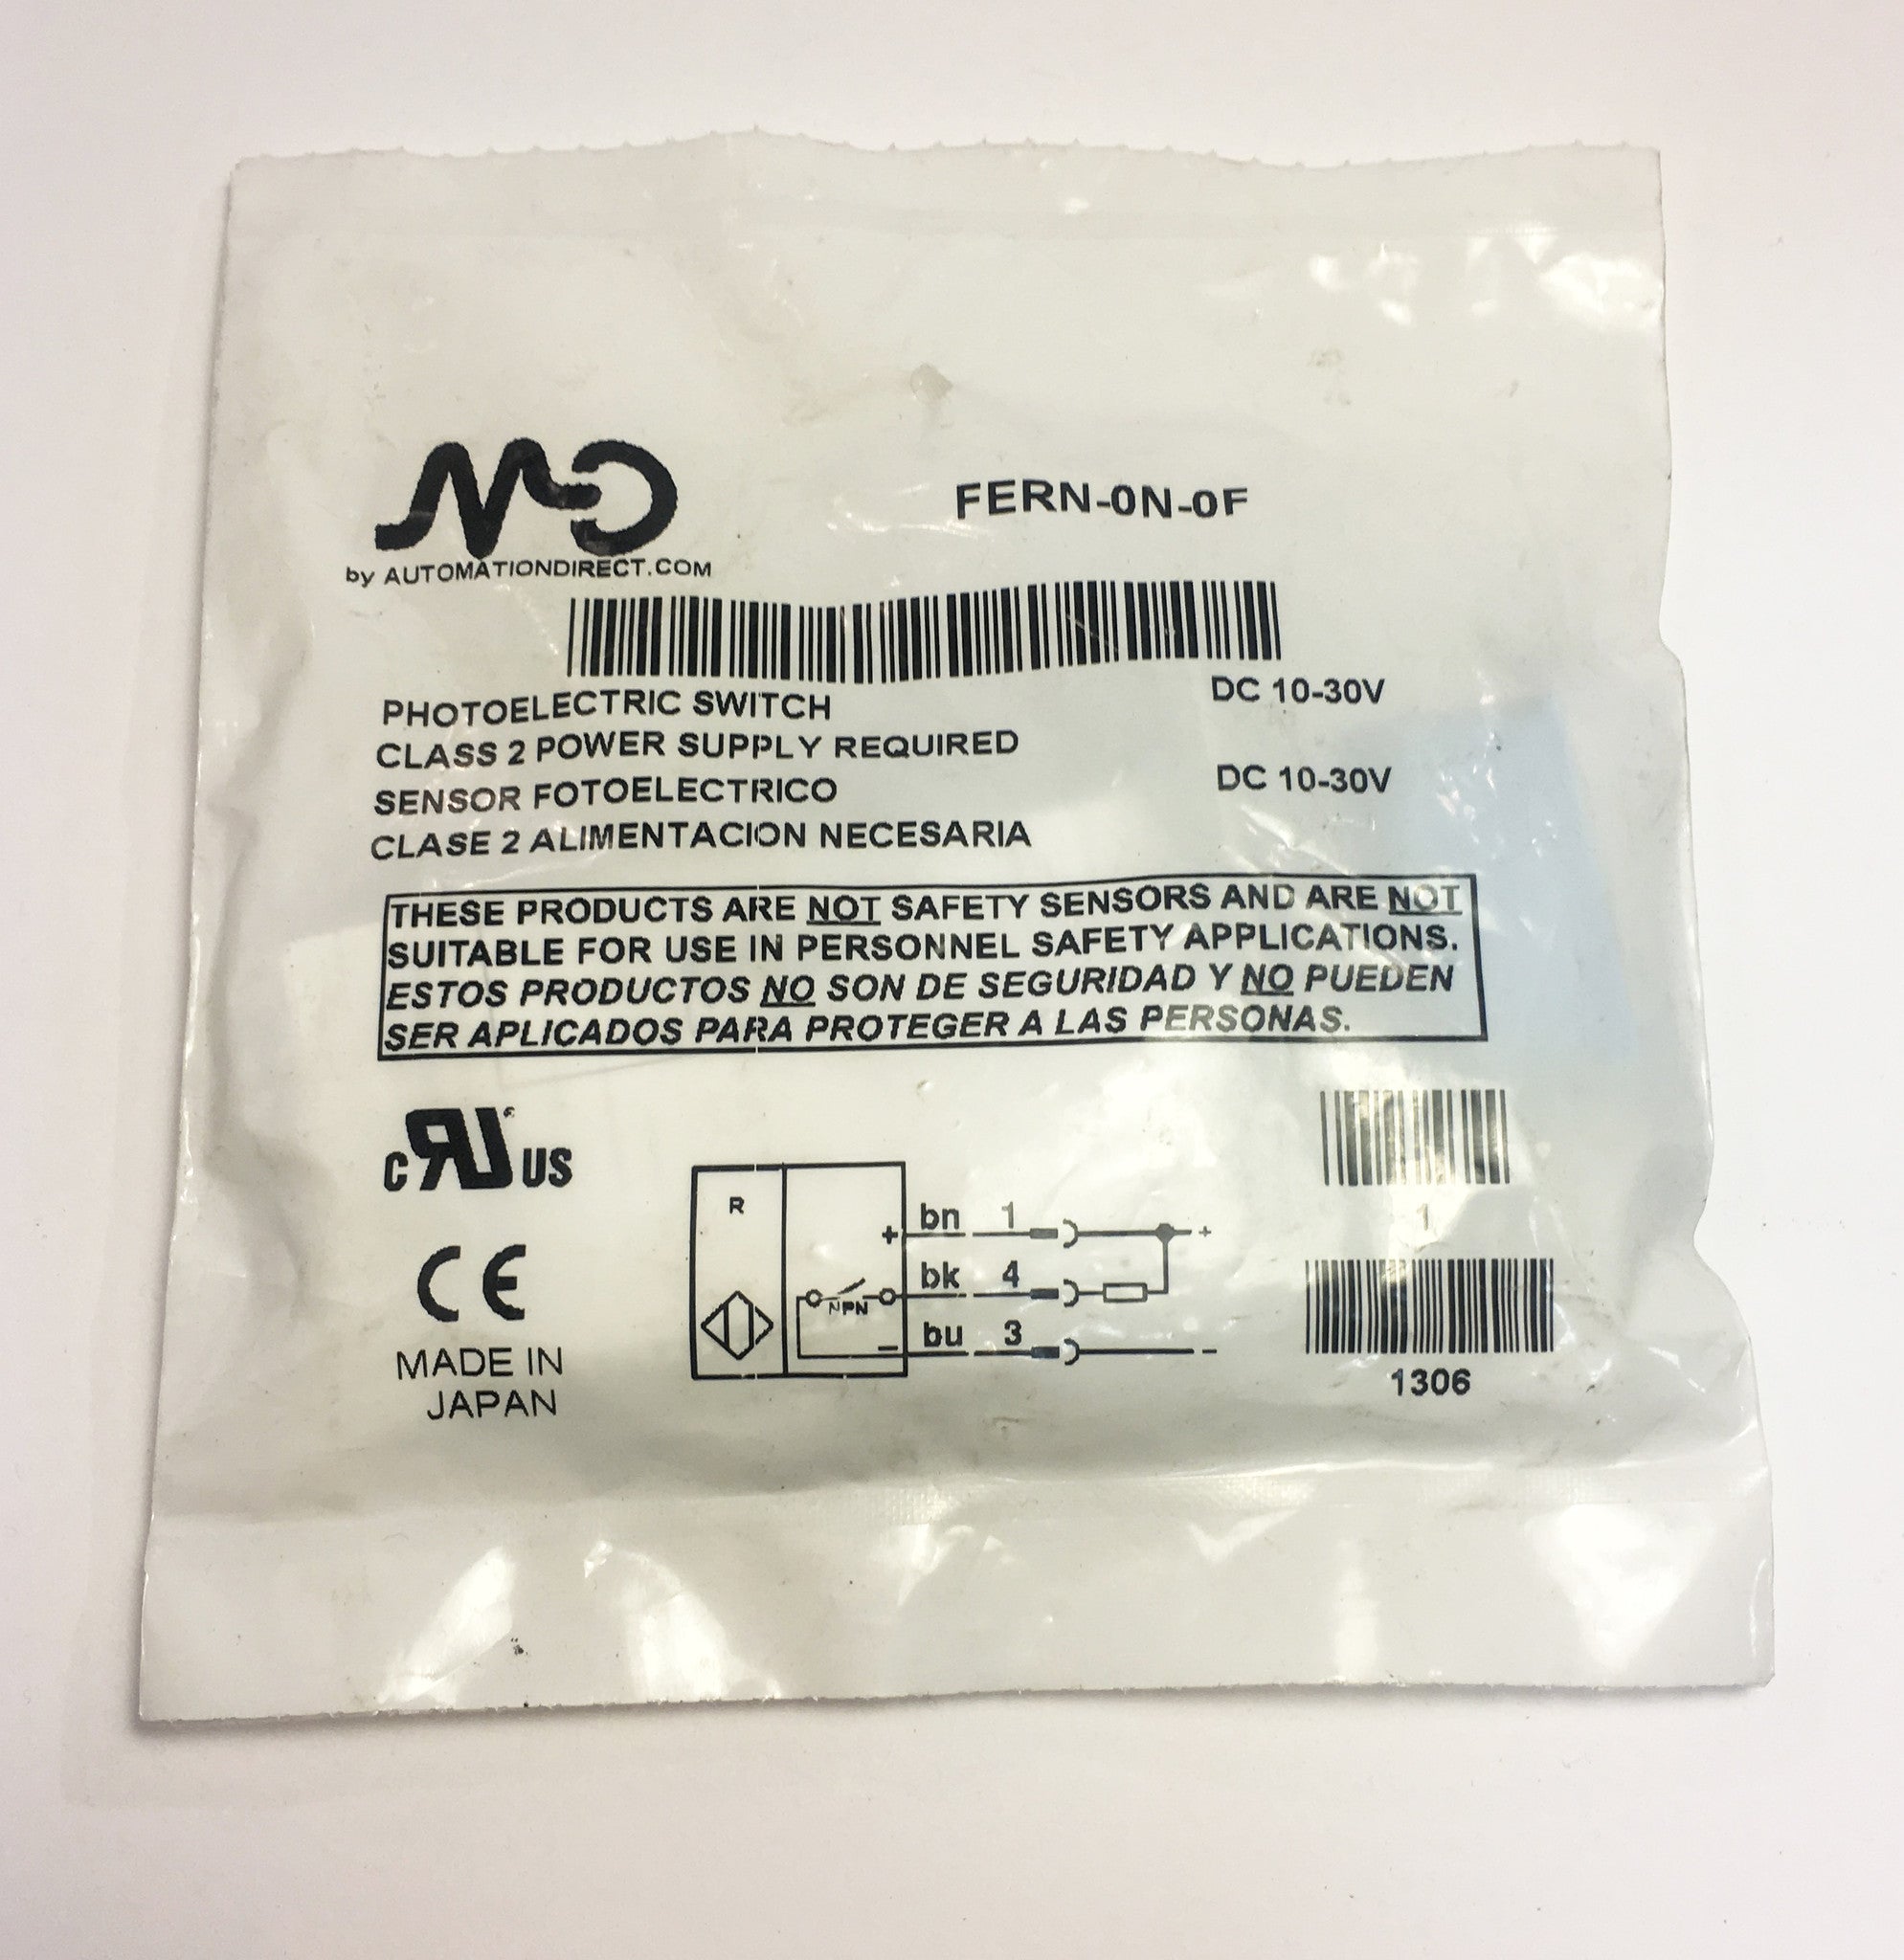 MD
by AUTOMATIONDIRECT.COM
FERN-0N-0F
PHOTOELECTRIC SWITCH DC 10-30V
CLASS 2 POWER SUPPLY REQUIRED
SENSOR FOTOELECTRICO DC 10-30V
CLASE 2 ALIMENTACION NECESARIA
THESE PRODUCTS ARE NOT SAFETY SENSORS AND ARE NOT
SUITABLE FOR USE IN PERSONNEL SAFETY APPLICATIONS.
ESTOS PRODUCTOS NO SON DE SEGURIDAD Y NO PUEDEN
SER APLICADOS PARA PROTEGER A LAS PERSONAS.
c RU US
CE
MADE IN
JAPAN
R
+ bn 1 +
NPN bk 4
- bu 3 -
1
1306